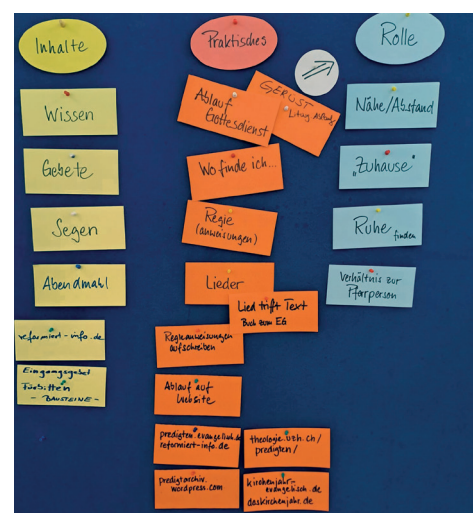 Inhalte
Wissen
Gebete
Segen
Abendmahl
reformiert-info.de
Eingangsgebet
Fürbitten
- BAUSTEINE -
Praktisches
Ablauf
Gottesdienst
GERÜST
Liturg.
Wo finde ich...
Regie
(anweisungen)
Lieder
Lied trifft Text
Buch zum EG
Regieanweisungen
aufschreiben
Ablauf auf
Website
predigten.evangelisch.de
reformiert-info.de
theologie.uzh.ch/
predigten/
predigtarchiv.
wordpress.com
kirchenjahr-
evangelisch.de
daskirchenjahr.de
Rolle
Nähe/Abstand
„Zuhause"
Ruhe finden
Verhältnis zur
Pfarrperson